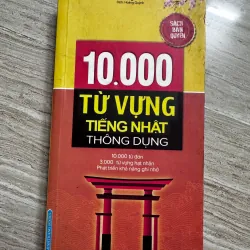 SÁCH
BẢN
QUYỀN
10.000
TỪ VỰNG
TIẾNG NHẬT
THÔNG DỤNG
10.000 từ đơn
3.000 từ vựng hạt nhân
Phát triển khả năng ghi nhớ